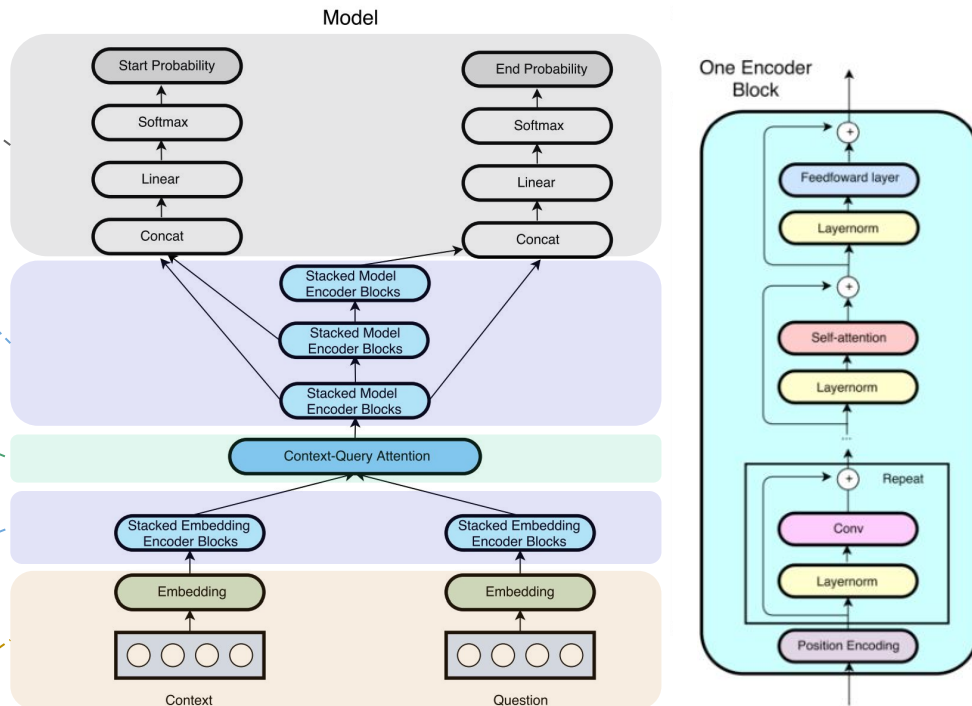 Model
Start Probability
End Probability
Softmax
Softmax
Linear
Linear
Concat
Concat
Stacked Model
Encoder Blocks
Stacked Model
Encoder Blocks
Stacked Model
Encoder Blocks
Context-Query Attention
Stacked Embedding
Encoder Blocks
Stacked Embedding
Encoder Blocks
Embedding
Embedding
Context
Question
One Encoder
Block
+
Feedfoward layer
Layernorm
+
Self-attention
Layernorm
...
+
Repeat
Conv
Layernorm
Position Encoding